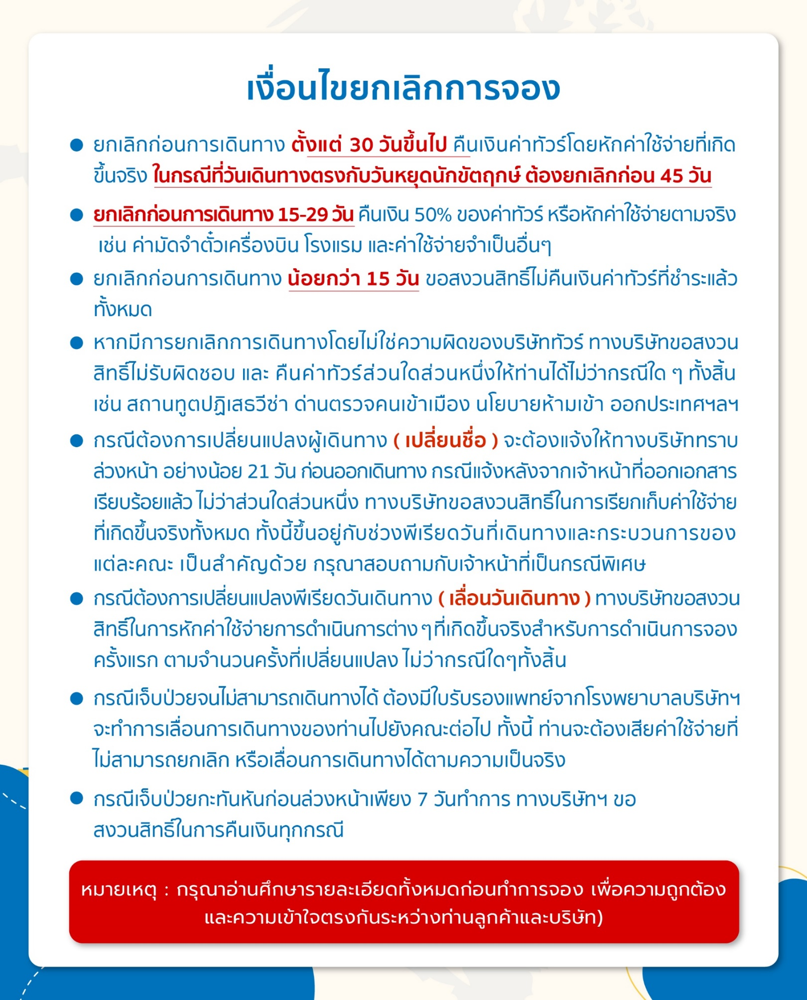 เงื่อนไขยกเลิกการจอง
● ยกเลิกก่อนการเดินทาง ตั้งแต่ 30 วันขึ้นไป คืนเงินค่าทัวร์โดยหักค่าใช้จ่ายที่เกิด
ขึ้นจริง ในกรณีที่วันเดินทางตรงกับวันหยุดนักขัตฤกษ์ ต้องยกเลิกก่อน 45 วัน
● ยกเลิกก่อนการเดินทาง 15-29 วัน คืนเงิน 50% ของค่าทัวร์ หรือหักค่าใช้จ่ายตามจริง
เช่น ค่ามัดจำตั๋วเครื่องบิน โรงแรม และค่าใช้จ่ายจำเป็นอื่นๆ
● ยกเลิกก่อนการเดินทาง น้อยกว่า 15 วัน ขอสงวนสิทธิ์ไม่คืนเงินค่าทัวร์ที่ชำระแล้ว
ทั้งหมด
● หากมีการยกเลิกการเดินทางโดยไม่ใช่ความผิดของบริษัททัวร์ ทางบริษัทขอสงวน
สิทธิ์ไม่รับผิดชอบ และ คืนค่าทัวร์ส่วนใดส่วนหนึ่งให้ท่านได้ไม่ว่ากรณีใด ๆ ทั้งสิ้น
เช่น สถานทูตปฏิเสธวีซ่า ด่านตรวจคนเข้าเมือง นโยบายห้ามเข้า ออกประเทศฯลฯ
● กรณีต้องการเปลี่ยนแปลงผู้เดินทาง ( เปลี่ยนชื่อ ) จะต้องแจ้งให้ทางบริษัททราบ
ล่วงหน้า อย่างน้อย 21 วัน ก่อนออกเดินทาง กรณีแจ้งหลังจากเจ้าหน้าที่ออกเอกสาร
เรียบร้อยแล้ว ไม่ว่าส่วนใดส่วนหนึ่ง ทางบริษัทขอสงวนสิทธิ์ในการเรียกเก็บค่าใช้จ่าย
ที่เกิดขึ้นจริงทั้งหมด ทั้งนี้ขึ้นอยู่กับช่วงพีเรียดวันที่เดินทางและกระบวนการของ
แต่ละคณะ เป็นสำคัญด้วย กรุณาสอบถามกับเจ้าหน้าที่เป็นกรณีพิเศษ
● กรณีต้องการเปลี่ยนแปลงพีเรียดวันเดินทาง ( เลื่อนวันเดินทาง ) ทางบริษัทขอสงวน
สิทธิ์ในการหักค่าใช้จ่ายการดำเนินการต่าง ๆที่เกิดขึ้นจริงสำหรับการดำเนินการจอง
ครั้งแรก ตามจำนวนครั้งที่เปลี่ยนแปลง ไม่ว่ากรณีใดๆทั้งสิ้น
● กรณีเจ็บป่วยจนไม่สามารถเดินทางได้ ต้องมีใบรับรองแพทย์จากโรงพยาบาลบริษัทฯ
จะทำการเลื่อนการเดินทางของท่านไปยังคณะต่อไป ทั้งนี้ ท่านจะต้องเสียค่าใช้จ่ายที่
ไม่สามารถยกเลิก หรือเลื่อนการเดินทางได้ตามความเป็นจริง
● กรณีเจ็บป่วยกะทันหันก่อนล่วงหน้าเพียง 7 วันทำการ ทางบริษัทฯ ขอ
สงวนสิทธิ์ในการคืนเงินทุกกรณี
หมายเหตุ : กรุณาอ่านศึกษารายละเอียดทั้งหมดก่อนทำการจอง เพื่อความถูกต้อง
และความเข้าใจตรงกันระหว่างท่านลูกค้าและบริษัท)